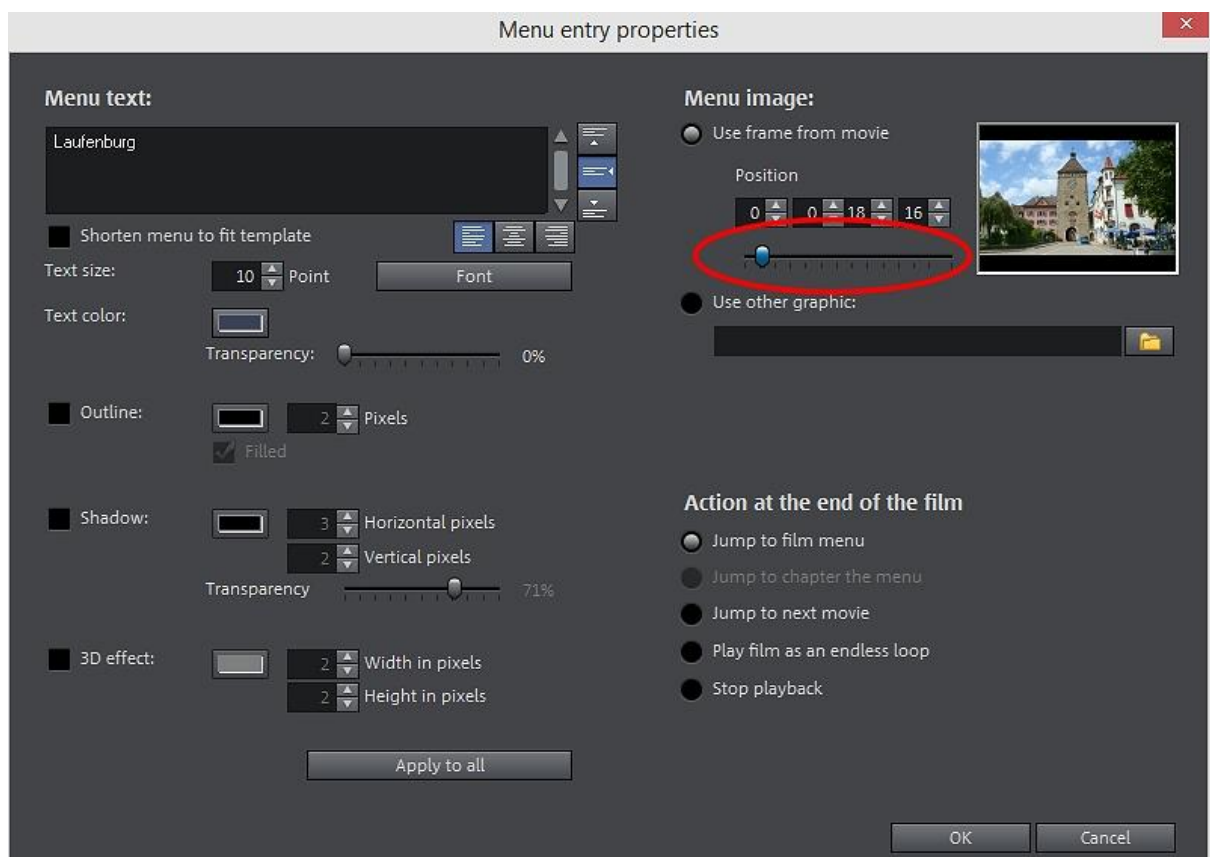 Menu entry properties
Menu text:
Laufenburg
Shorten menu to fit template
Text size:
10 Point
Font
Text color:
Transparency:
0%
Outline:
2 Pixels
Filled
Shadow:
3 Horizontal pixels
2 Vertical pixels
Transparency
71%
3D effect:
2 Width in pixels
2 Height in pixels
Apply to all
Menu image:
Use frame from movie
Position
0 0 18 16
Use other graphic:
Action at the end of the film
Jump to film menu
Jump to chapter the menu
Jump to next movie
Play film as an endless loop
Stop playback
OK
Cancel